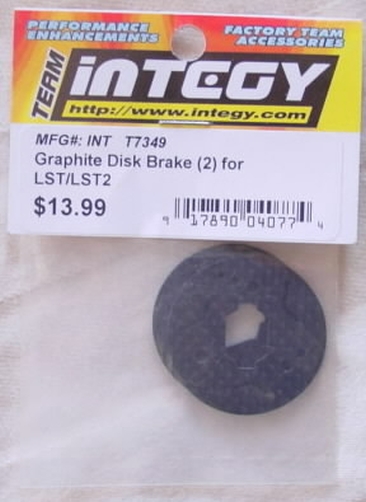 PERFORMANCE
ENHANCEMENTS
FACTORY TEAM
ACCESSORIES
TEAM
INTEGY
http://www.integy.com
MFG#: INT T7349
Graphite Disk Brake (2) for
LST/LST2
$13.99
9 17890 04077 4